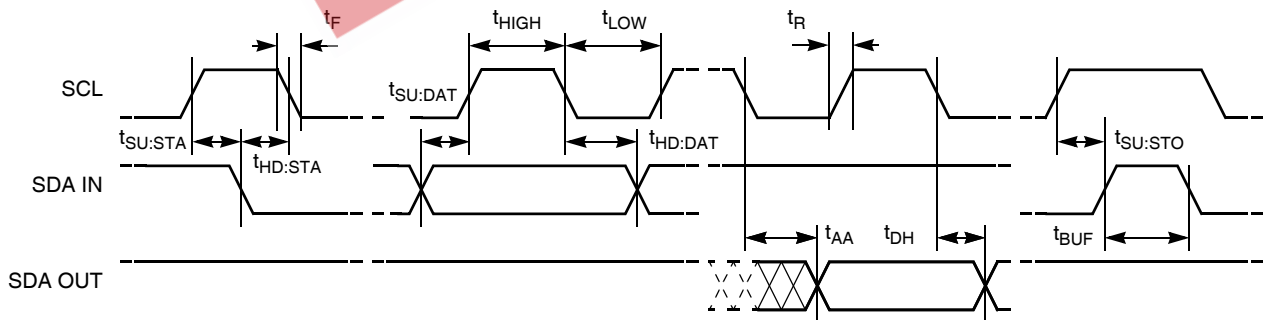 tF
tHIGH
tLOW
tR
SCL
tSU:DAT
tSU:STA
tHD:STA
tHD:DAT
tSU:STO
SDA IN
tAA
tDH
tBUF
SDA OUT